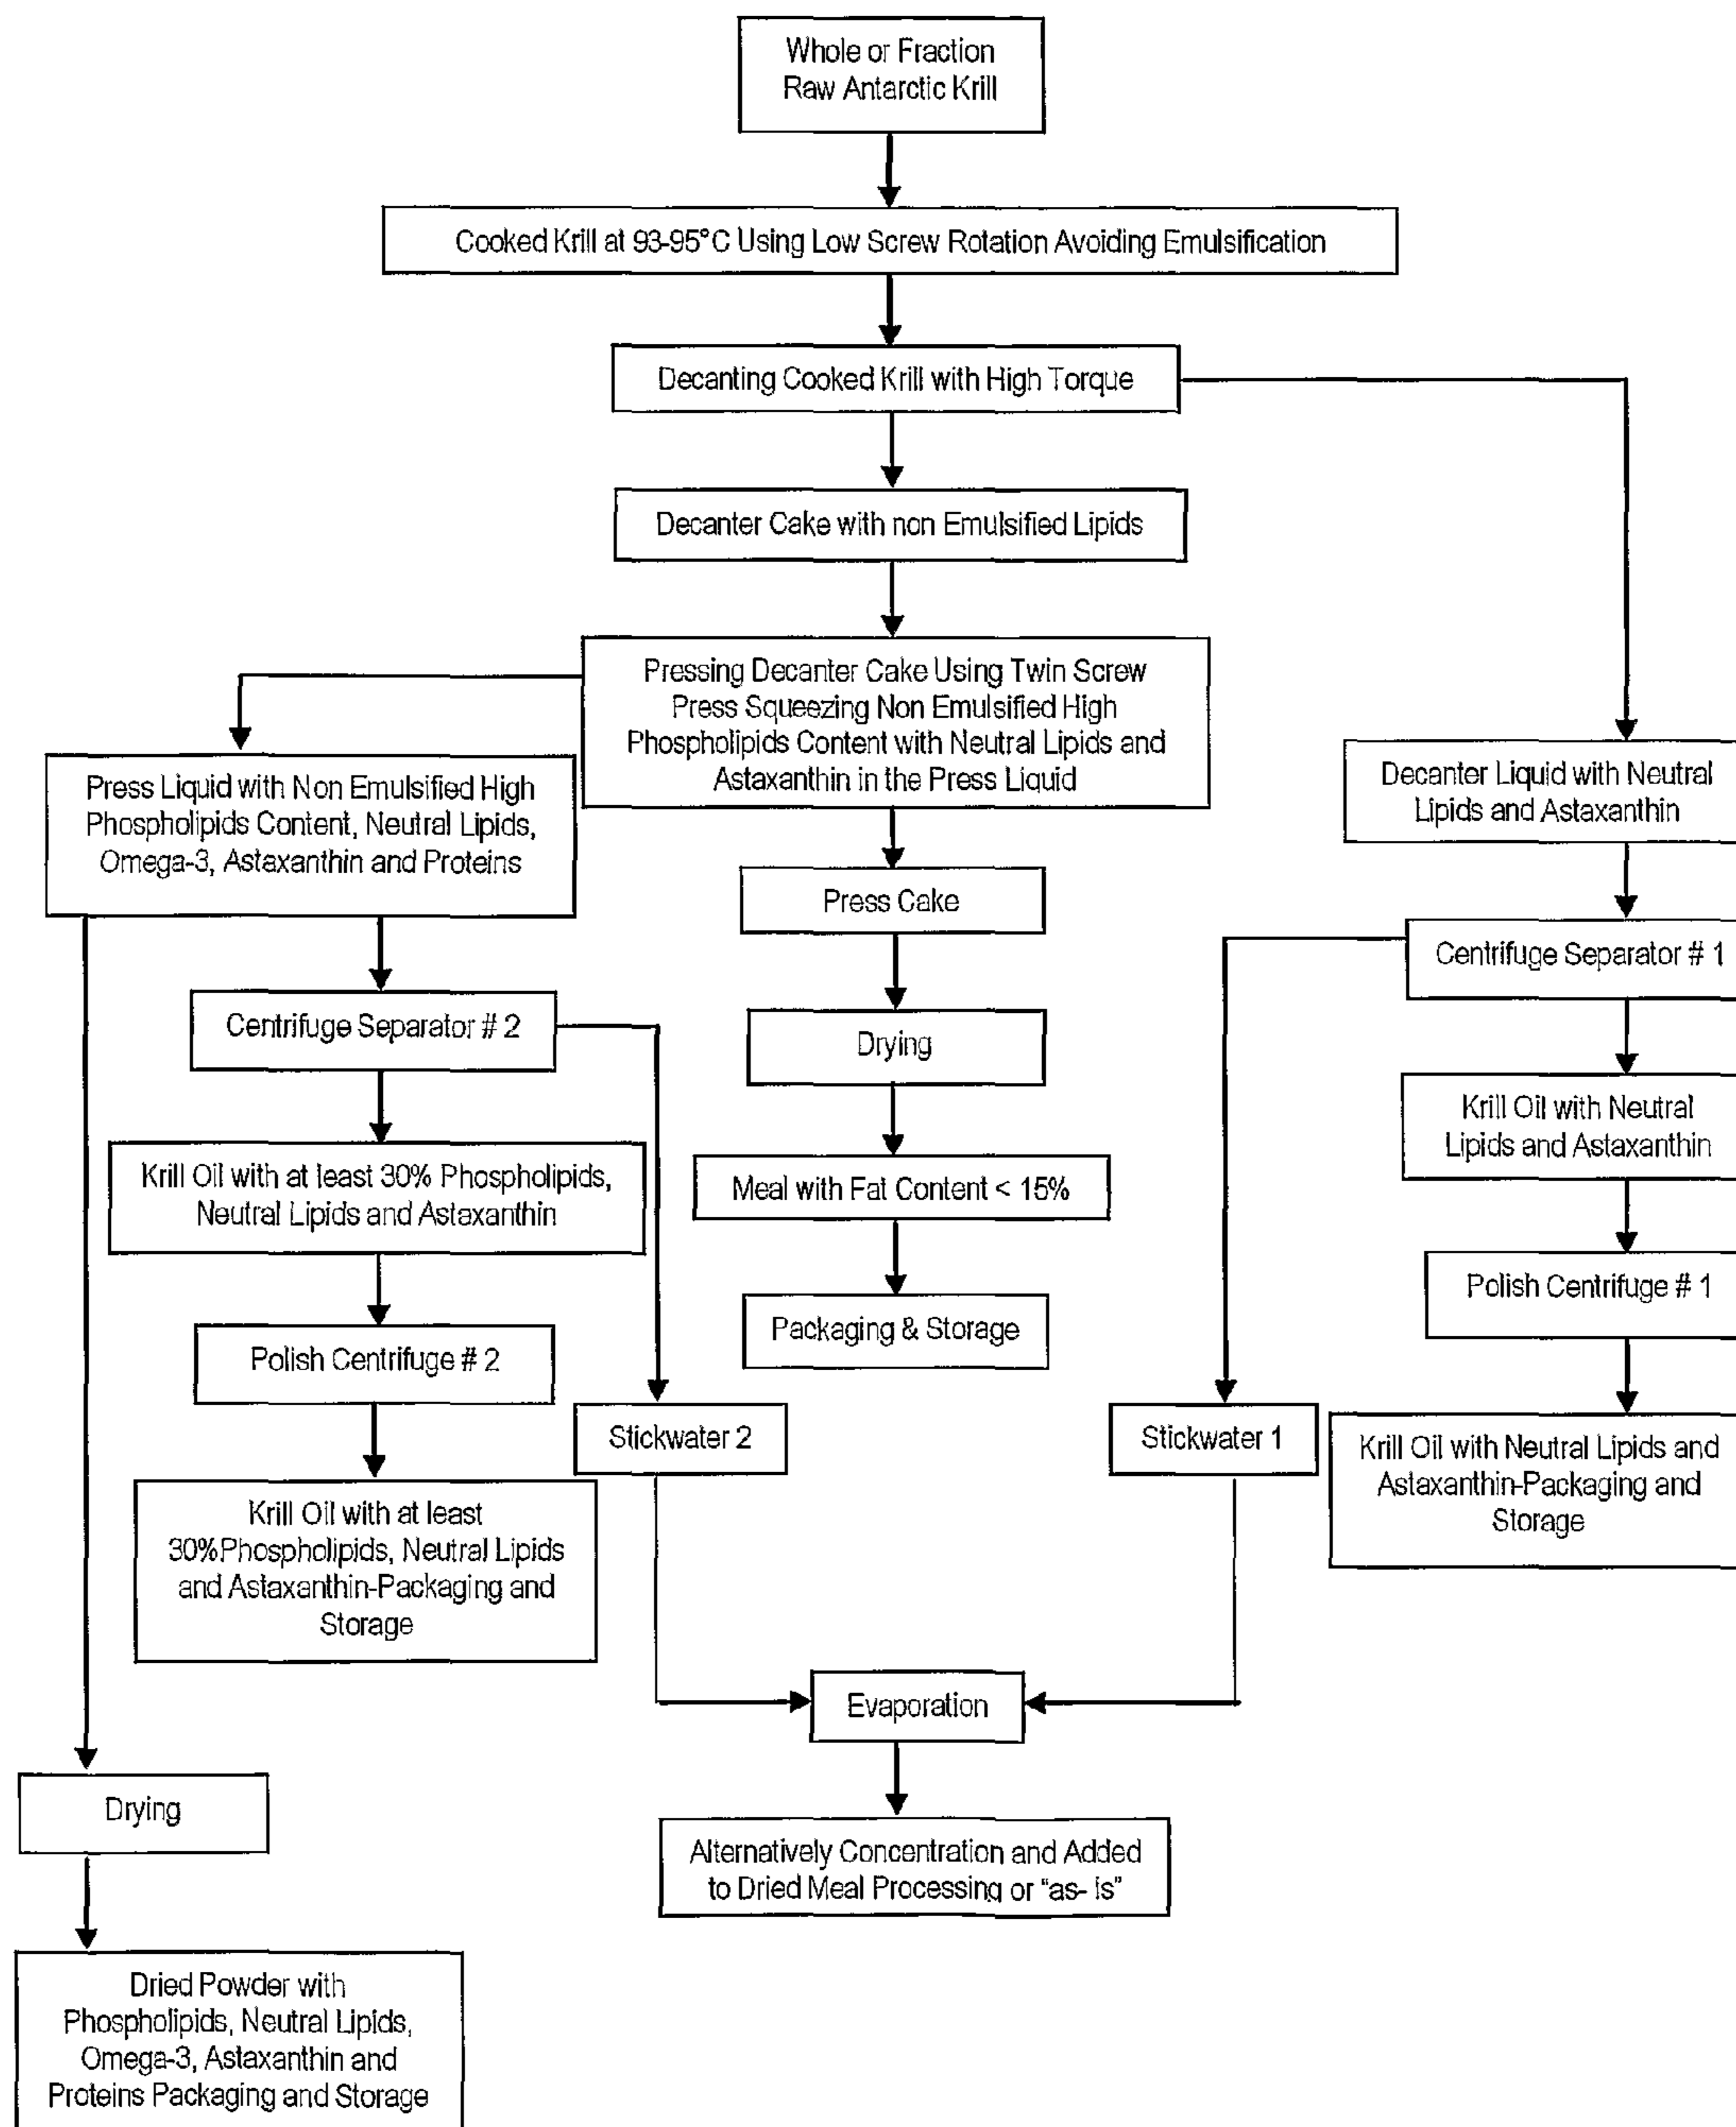 Whole or Fraction
Raw Antarctic Krill
Cooked Krill at 93-95°C Using Low Screw Rotation Avoiding Emulsification
Decanting Cooked Krill with High Torque
Decanter Cake with non Emulsified Lipids
Pressing Decanter Cake Using Twin Screw
Press Squeezing Non Emulsified High
Phospholipids Content with Neutral Lipids and
Astaxanthin in the Press Liquid
Press Liquid with Non Emulsified High
Phospholipids Content, Neutral Lipids,
Omega-3, Astaxanthin and Proteins
Decanter Liquid with Neutral
Lipids and Astaxanthin
Press Cake
Centrifuge Separator # 1
Centrifuge Separator # 2
Drying
Krill Oil with Neutral
Lipids and Astaxanthin
Krill Oil with at least 30% Phospholipids,
Neutral Lipids and Astaxanthin
Meal with Fat Content < 15%
Polish Centrifuge # 1
Packaging & Storage
Polish Centrifuge # 2
Stickwater 2
Stickwater 1
Krill Oil with Neutral Lipids and
Astaxanthin-Packaging and
Storage
Krill Oil with at least
30%Phospholipids, Neutral Lipids
and Astaxanthin-Packaging and
Storage
Evaporation
Drying
Alternatively Concentration and Added
to Dried Meal Processing or “as- is”
Dried Powder with
Phospholipids, Neutral Lipids,
Omega-3, Astaxanthin and
Proteins Packaging and Storage